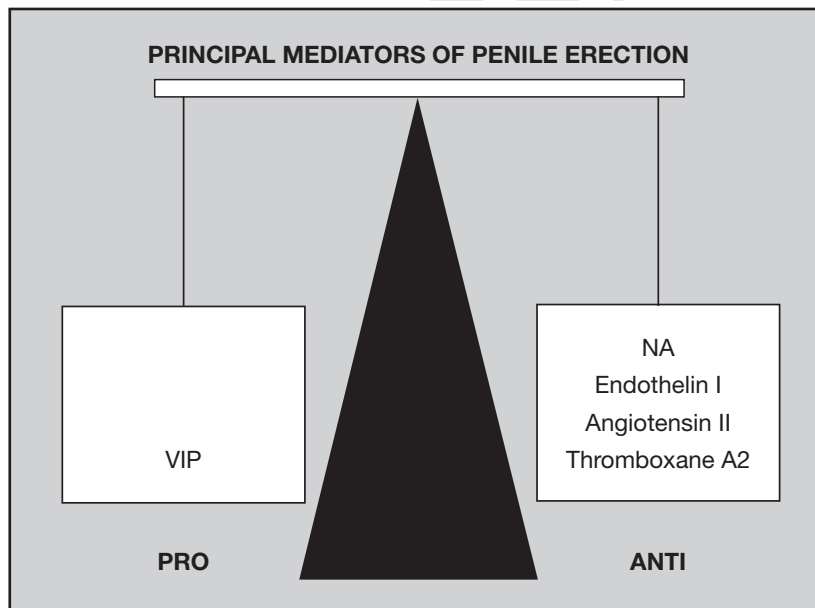 PRINCIPAL MEDIATORS OF PENILE ERECTION
VIP
NA
Endothelin I
Angiotensin II
Thromboxane A2
PRO
ANTI